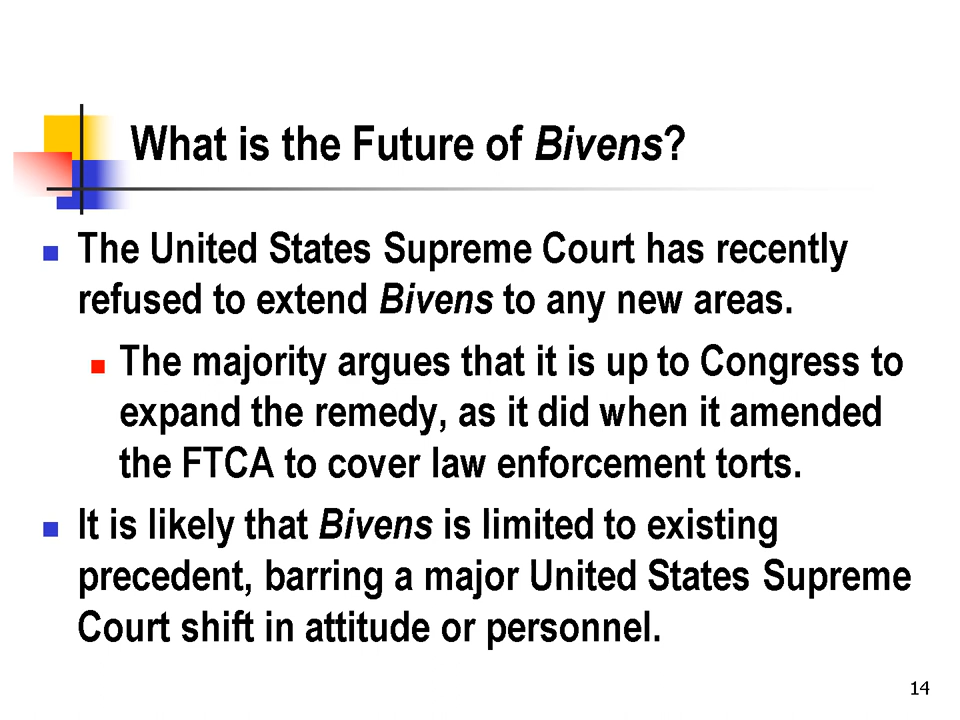 What is the Future of Bivens?
The United States Supreme Court has recently
refused to extend Bivens to any new areas.
The majority argues that it is up to Congress to
expand the remedy, as it did when it amended
the FTCA to cover law enforcement torts.
It is likely that Bivens is limited to existing
precedent, barring a major United States Supreme
Court shift in attitude or personnel.
14